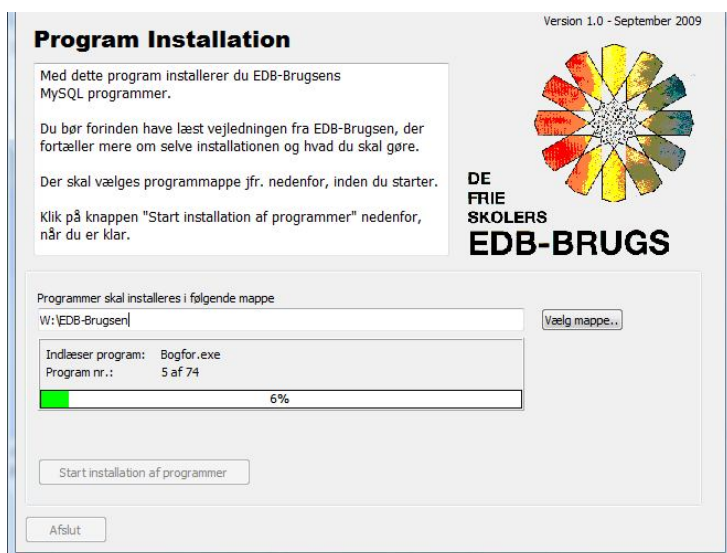 Version 1.0 - September 2009
Program Installation
Med dette program installerer du EDB-Brugsens
MySQL programmer.
Du bør forinden have læst vejledningen fra EDB-Brugsen, der
fortæller mere om selve installationen og hvad du skal gøre.
Der skal vælges programmappe jfr. nedenfor, inden du starter.
Klik på knappen "Start installation af programmer" nedenfor,
når du er klar.
DE
FRIE
SKOLERS
EDB-BRUGS
Programmer skal installeres i følgende mappe
W:\EDB-Brugsen
Vælg mappe..
Indlæser program: Bogfor.exe
Program nr.: 5 af 74
6%
Start installation af programmer
Afslut